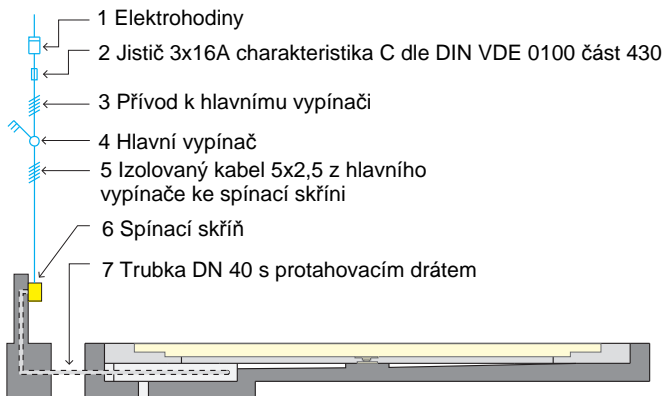 1 Elektrohodiny
2 Jistič 3x16A charakteristika C dle DIN VDE 0100 část 430
3 Přívod k hlavnímu vypínači
4 Hlavní vypínač
5 Izolovaný kabel 5x2,5 z hlavního
vypínače ke spínací skříni
6 Spínací skříň
7 Trubka DN 40 s protahovacím drátem